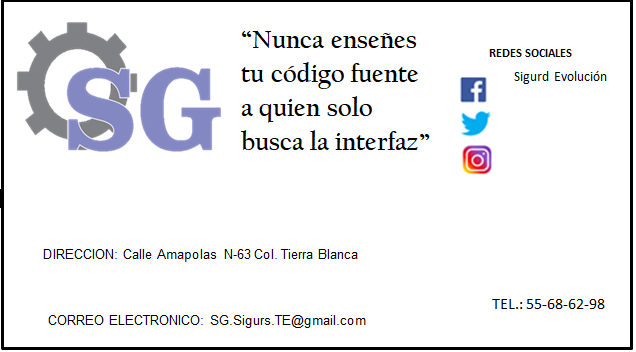 SG
“Nunca enseñes
tu código fuente
a quien solo
busca la interfaz”
REDES SOCIALES
Sigurd Evolución
DIRECCION: Calle Amapolas N-63 Col. Tierra Blanca
TEL.: 55-68-62-98
CORREO ELECTRONICO: SG.Sigurs.TE@gmail.com